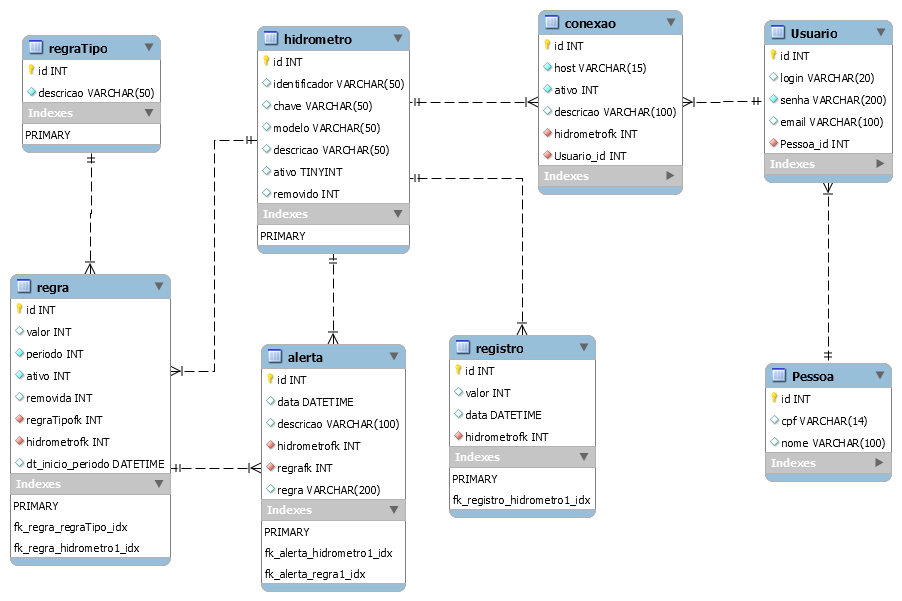 regraTipo
id INT
descricao VARCHAR(50)
Indexes
PRIMARY
hidrometro
id INT
identificador VARCHAR(50)
chave VARCHAR(50)
modelo VARCHAR(50)
descricao VARCHAR(50)
ativo TINYINT
removido INT
Indexes
PRIMARY
conexao
id INT
host VARCHAR(15)
ativo INT
descricao VARCHAR(100)
hidrometrofk INT
Usuario_id INT
Indexes
Usuario
id INT
login VARCHAR(20)
senha VARCHAR(200)
email VARCHAR(100)
Pessoa_id INT
Indexes
regra
id INT
valor INT
periodo INT
ativo INT
removida INT
regraTipofk INT
hidrometrofk INT
dt_inicio_periodo DATETIME
Indexes
PRIMARY
fk_regra_regraTipo_idx
fk_regra_hidrometro1_idx
alerta
id INT
data DATETIME
descricao VARCHAR(100)
hidrometrofk INT
regrafk INT
regra VARCHAR(200)
Indexes
PRIMARY
fk_alerta_hidrometro1_idx
fk_alerta_regra1_idx
registro
id INT
valor INT
data DATETIME
hidrometrofk INT
Indexes
PRIMARY
fk_registro_hidrometro1_idx
Pessoa
id INT
cpf VARCHAR(14)
nome VARCHAR(100)
Indexes